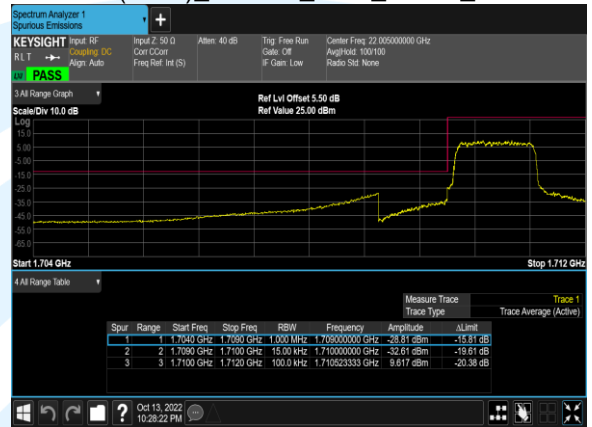 Spectrum Analyzer 1
Spurious Emissions
+
KEYSIGHT Input: RF Input Z: 50 Ω Atten: 40 dB Trig: Free Run Center Freq: 22.005000000 GHz
RLT Coupling: DC Corr CCorr Gate: Off Avg|Hold: 100/100
Align: Auto Freq Ref: Int (S) IF Gain: Low Radio Std: None
PASS
3 All Range Graph
Ref Lvl Offset 5.50 dB
Scale/Div 10.0 dB Ref Value 25.00 dBm
Log
15.0
5.00
-5.00
-15.0
-25.0
-35.0
-45.0
-55.0
-65.0
Start 1.704 GHz Stop 1.712 GHz
4 All Range Table
Measure Trace Trace 1
Trace Type Trace Average (Active)
Spur Range Start Freq Stop Freq RBW Frequency Amplitude ΔLimit
1 1 1.7040 GHz 1.7090 GHz 1.000 MHz 1.709000000 GHz -28.81 dBm -15.81 dB
2 2 1.7090 GHz 1.7100 GHz 15.00 kHz 1.710000000 GHz -32.61 dBm -19.61 dB
3 3 1.7100 GHz 1.7120 GHz 100.0 kHz 1.710523333 GHz 9.617 dBm -20.38 dB
? Oct 13, 2022
10:28:22 PM